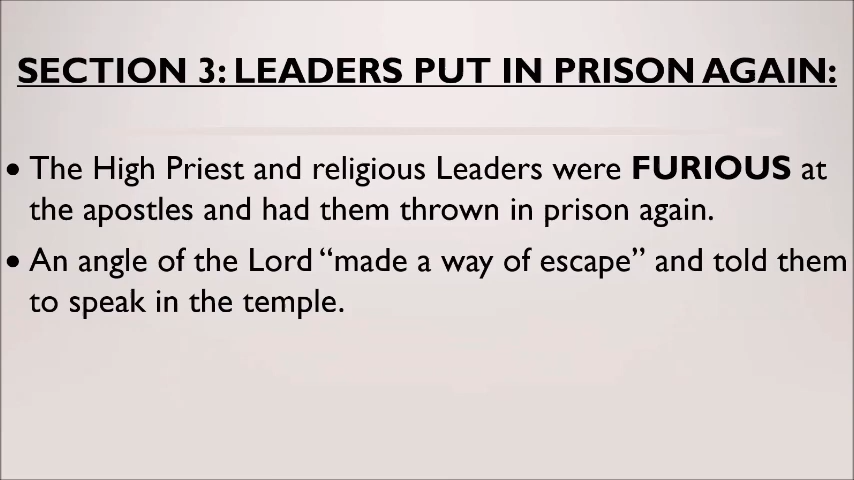 SECTION 3: LEADERS PUT IN PRISON AGAIN:
• The High Priest and religious Leaders were FURIOUS at
the apostles and had them thrown in prison again.
• An angle of the Lord “made a way of escape” and told them
to speak in the temple.